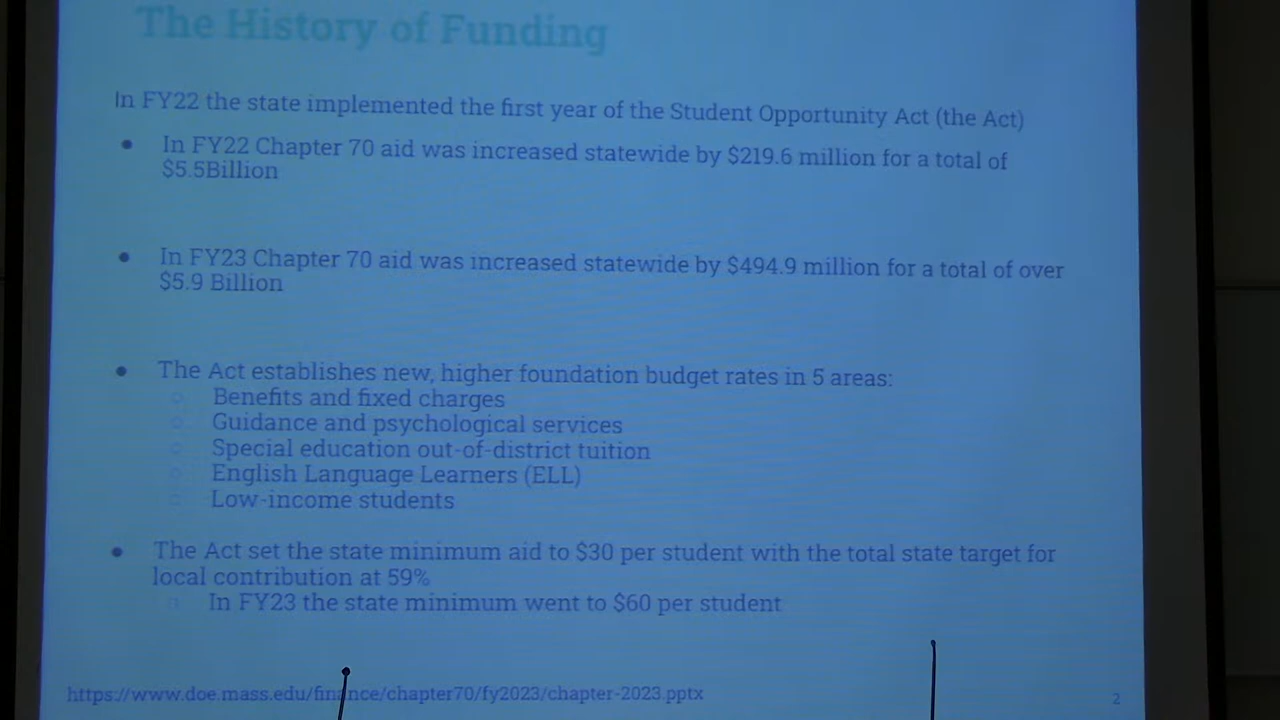 The History of Funding
In FY22 the state implemented the first year of the Student Opportunity Act (the Act)
• In FY22 Chapter 70 aid was increased statewide by $219.6 million for a total of
$5.5Billion
• In FY23 Chapter 70 aid was increased statewide by $494.9 million for a total of over
$5.9 Billion
• The Act establishes new, higher foundation budget rates in 5 areas:
○ Benefits and fixed charges
○ Guidance and psychological services
○ Special education out-of-district tuition
○ English Language Learners (ELL)
○ Low-income students
• The Act set the state minimum aid to $30 per student with the total state target for
local contribution at 59%
In FY23 the state minimum went to $60 per student
https://www.doe.mass.edu/finance/chapter70/fy2023/chapter-2023.pptx
2